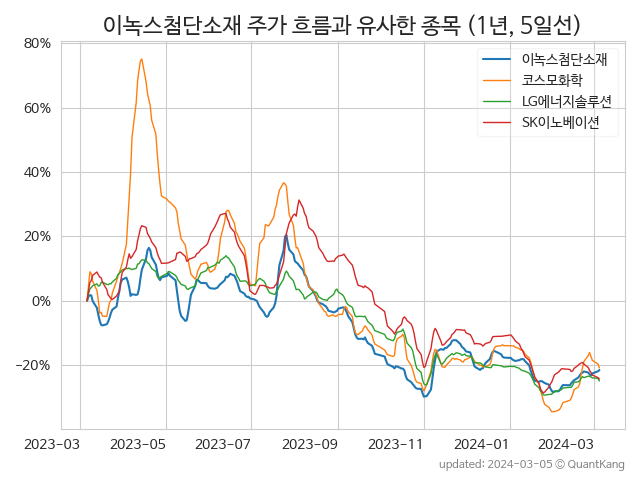 이녹스첨단소재 주가 흐름과 유사한 종목 (1년, 5일선)
80%
60%
40%
20%
0%
−20%
이녹스첨단소재
코스모화학
LG에너지솔루션
SK이노베이션
2023-03 2023-05 2023-07 2023-09 2023-11 2024-01 2024-03
updated: 2024-03-05 © QuantKang